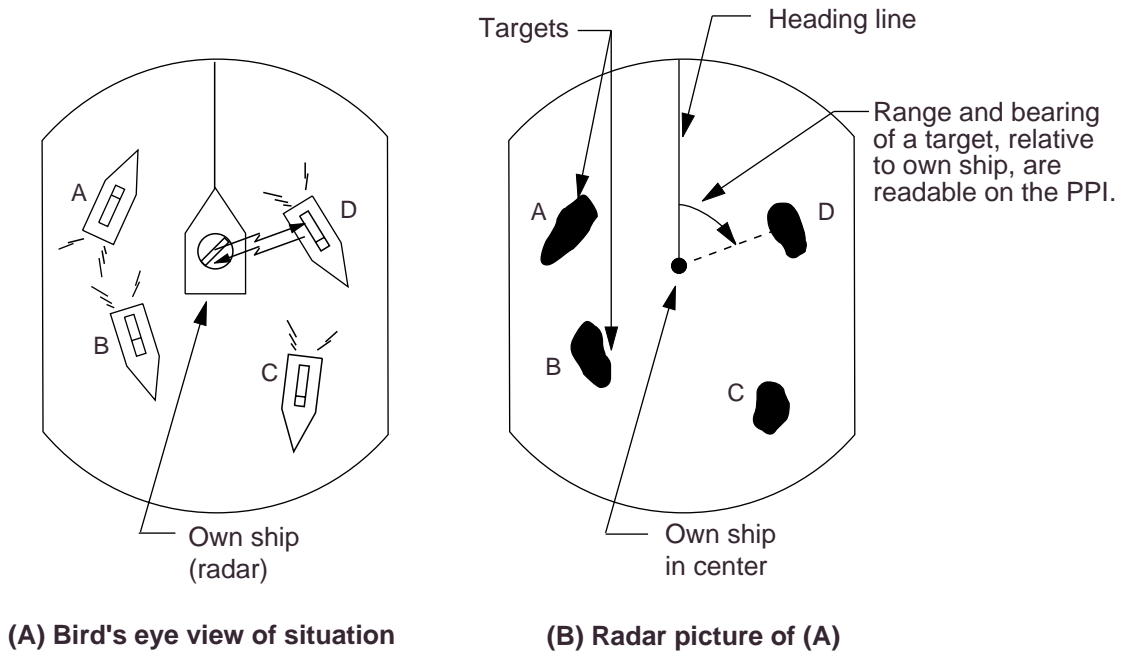 Targets
Heading line
Range and bearing
of a target, relative
to own ship, are
readable on the PPI.
A
D
B
C
Own ship
(radar)
A
D
B
C
Own ship
in center
(A) Bird's eye view of situation
(B) Radar picture of (A)